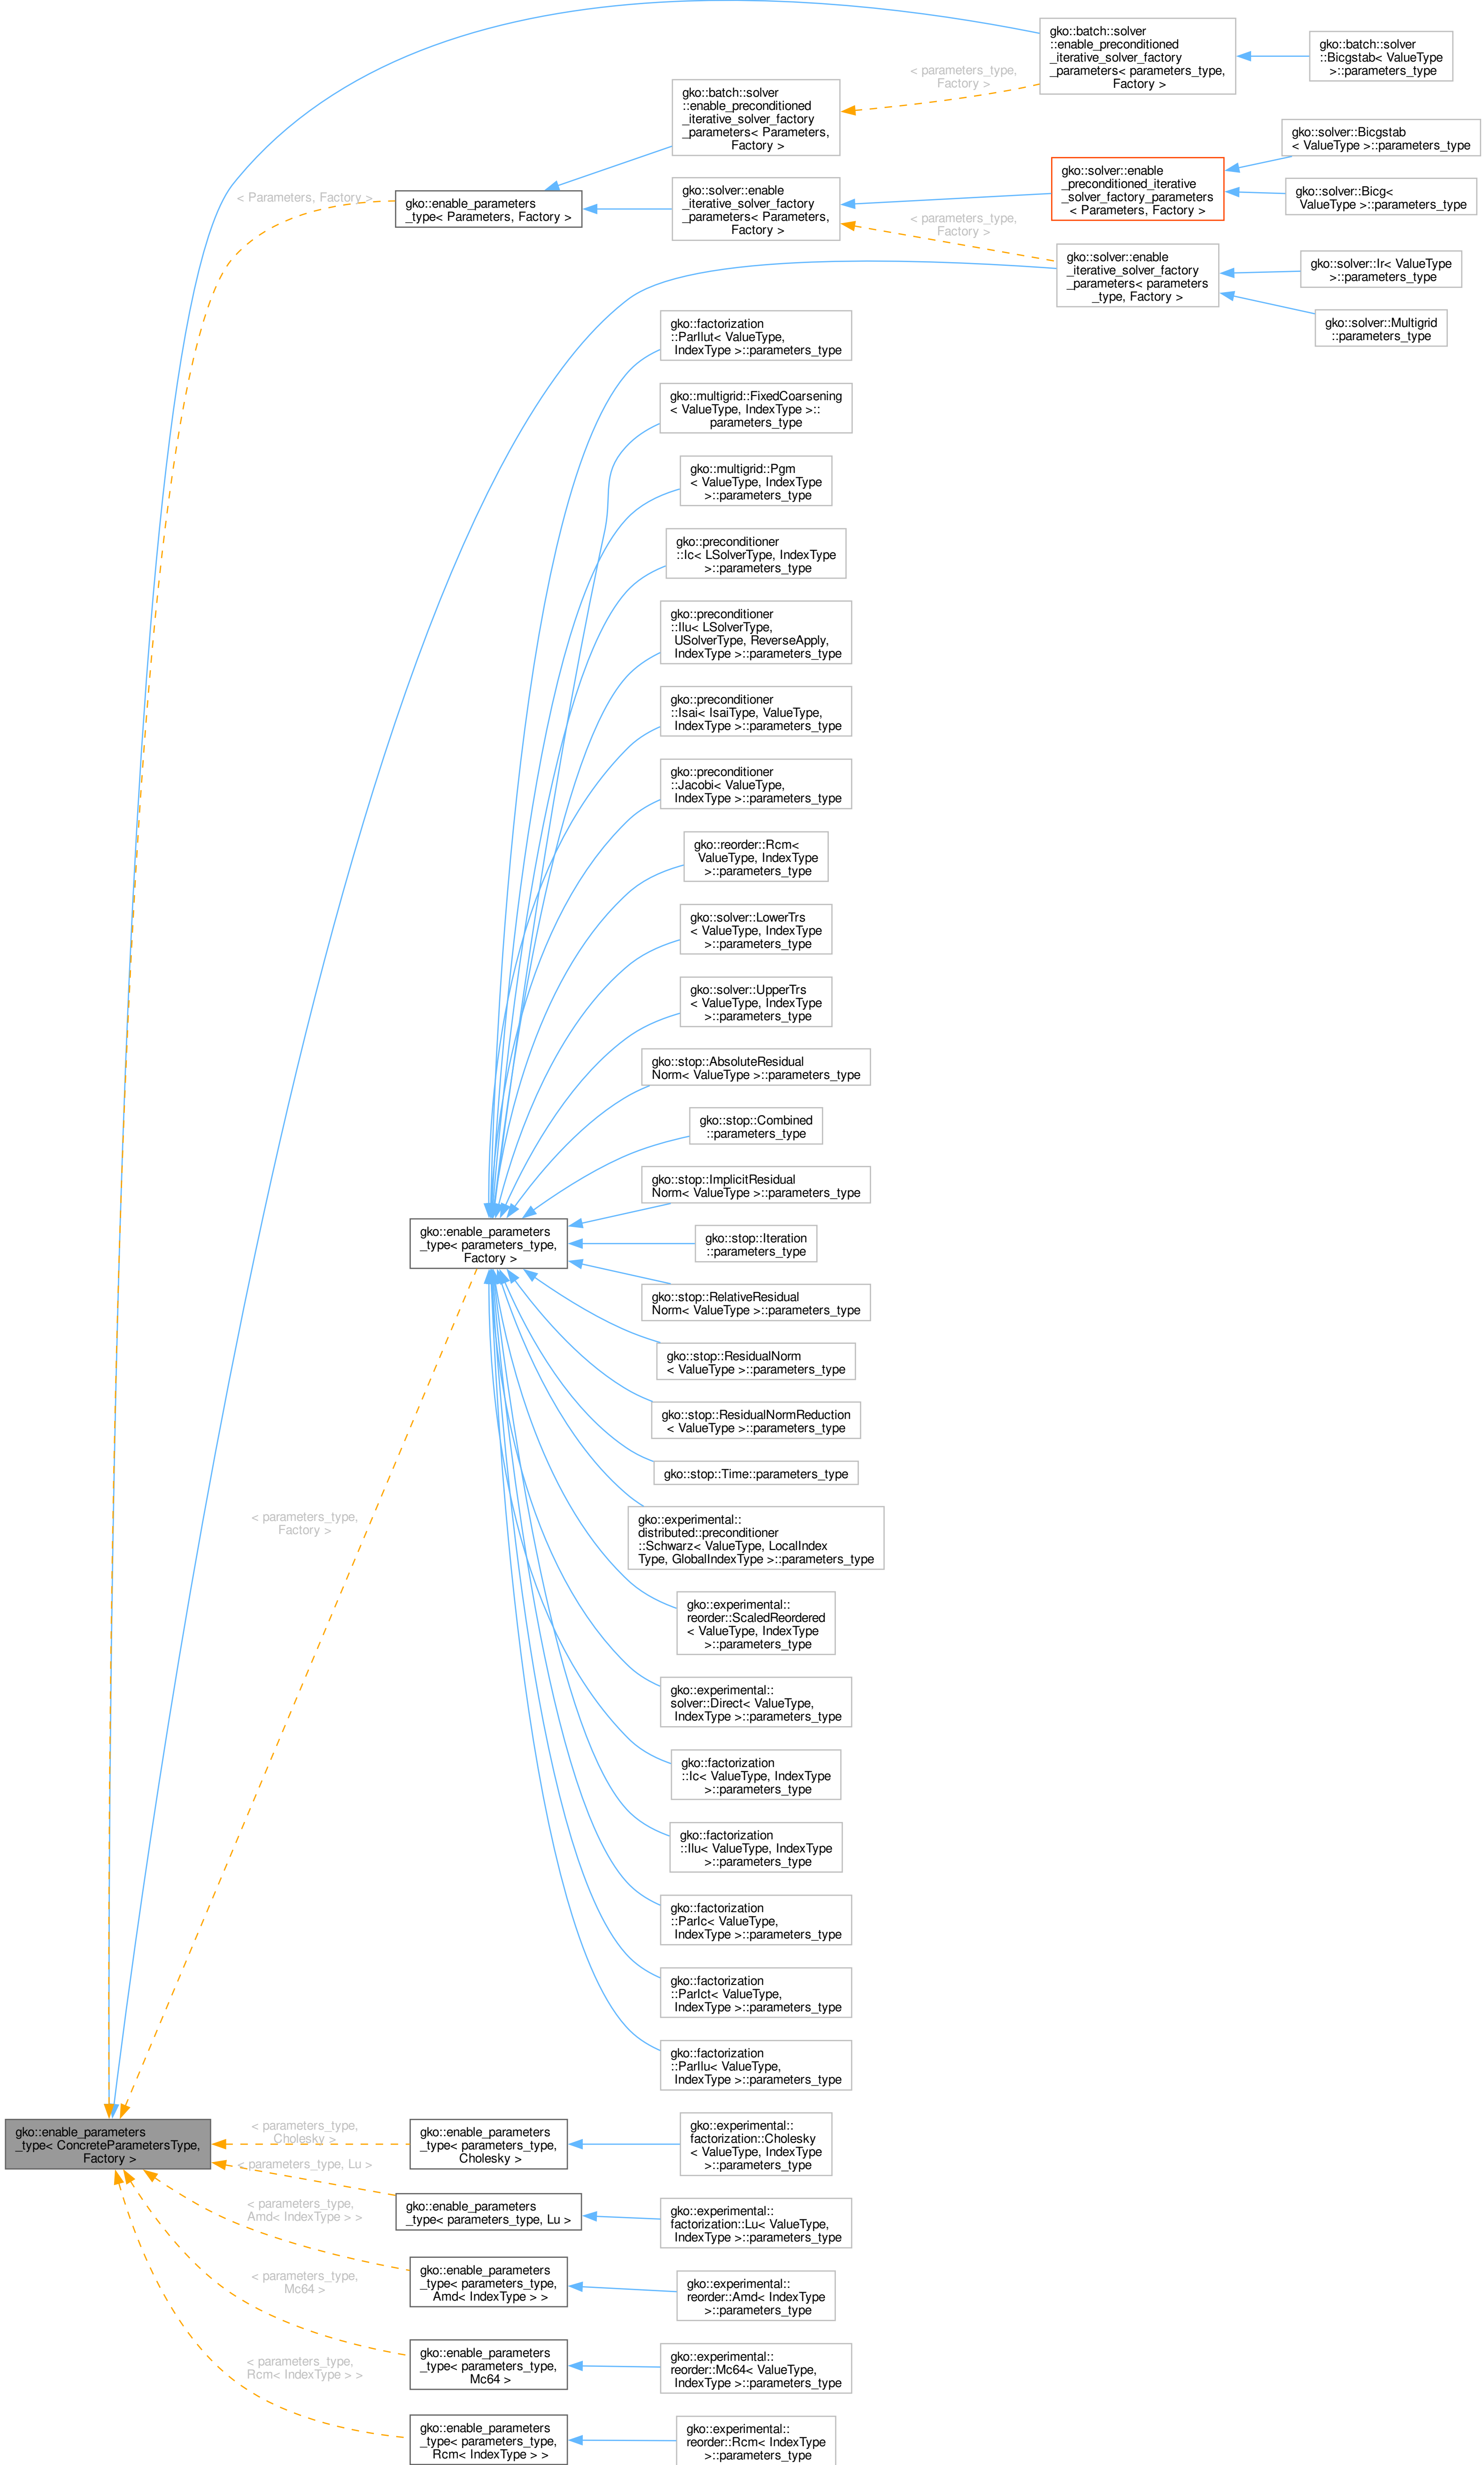 gko::batch::solver
::enable_preconditioned
_iterative_solver_factory
_parameters< parameters_type,
Factory >
gko::batch::solver
::Bicgstab< ValueType
>::parameters_type
< parameters_type,
Factory >
gko::batch::solver
::enable_preconditioned
_iterative_solver_factory
_parameters< Parameters,
Factory >
gko::solver::Bicgstab
< ValueType >::parameters_type
gko::solver::enable
_preconditioned_iterative
_solver_factory_parameters
< Parameters, Factory >
gko::solver::Bicg<
ValueType >::parameters_type
< Parameters, Factory >
gko::enable_parameters
_type< Parameters, Factory >
gko::solver::enable
_iterative_solver_factory
_parameters< Parameters,
Factory >
< parameters_type,
Factory >
gko::solver::enable
_iterative_solver_factory
_parameters< parameters
_type, Factory >
gko::solver::Ir< ValueType
>::parameters_type
gko::solver::Multigrid
::parameters_type
gko::factorization
::ParIlut< ValueType,
IndexType >::parameters_type
gko::multigrid::FixedCoarsening
< ValueType, IndexType >::
parameters_type
gko::multigrid::Pgm
< ValueType, IndexType
>::parameters_type
gko::preconditioner
::Ic< LSolverType, IndexType
>::parameters_type
gko::preconditioner
::Ilu< LSolverType,
USolverType, ReverseApply,
IndexType >::parameters_type
gko::preconditioner
::Isai< IsaiType, ValueType,
IndexType >::parameters_type
gko::preconditioner
::Jacobi< ValueType,
IndexType >::parameters_type
gko::reorder::Rcm<
ValueType, IndexType
>::parameters_type
gko::solver::LowerTrs
< ValueType, IndexType
>::parameters_type
gko::solver::UpperTrs
< ValueType, IndexType
>::parameters_type
gko::stop::AbsoluteResidual
Norm< ValueType >::parameters_type
gko::stop::Combined
::parameters_type
gko::stop::ImplicitResidual
Norm< ValueType >::parameters_type
gko::enable_parameters
_type< parameters_type,
Factory >
gko::stop::Iteration
::parameters_type
gko::stop::RelativeResidual
Norm< ValueType >::parameters_type
gko::stop::ResidualNorm
< ValueType >::parameters_type
gko::stop::ResidualNormReduction
< ValueType >::parameters_type
gko::stop::Time::parameters_type
< parameters_type,
Factory >
gko::experimental::
distributed::preconditioner
::Schwarz< ValueType, LocalIndex
Type, GlobalIndexType >::parameters_type
gko::experimental::
reorder::ScaledReordered
< ValueType, IndexType
>::parameters_type
gko::experimental::
solver::Direct< ValueType,
IndexType >::parameters_type
gko::factorization
::Ic< ValueType, IndexType
>::parameters_type
gko::factorization
::Ilu< ValueType, IndexType
>::parameters_type
gko::factorization
::ParIc< ValueType,
IndexType >::parameters_type
gko::factorization
::ParIct< ValueType,
IndexType >::parameters_type
gko::factorization
::ParIlu< ValueType,
IndexType >::parameters_type
gko::enable_parameters
_type< ConcreteParametersType,
Factory >
< parameters_type,
Cholesky >
gko::enable_parameters
_type< parameters_type,
Cholesky >
gko::experimental::
factorization::Cholesky
< ValueType, IndexType
>::parameters_type
< parameters_type, Lu >
gko::enable_parameters
_type< parameters_type, Lu >
gko::experimental::
factorization::Lu< ValueType,
IndexType >::parameters_type
< parameters_type,
Amd< IndexType > >
gko::enable_parameters
_type< parameters_type,
Amd< IndexType > >
gko::experimental::
reorder::Amd< IndexType
>::parameters_type
< parameters_type,
Mc64 >
gko::enable_parameters
_type< parameters_type,
Mc64 >
gko::experimental::
reorder::Mc64< ValueType,
IndexType >::parameters_type
< parameters_type,
Rcm< IndexType > >
gko::enable_parameters
_type< parameters_type,
Rcm< IndexType > >
gko::experimental::
reorder::Rcm< IndexType
>::parameters_type